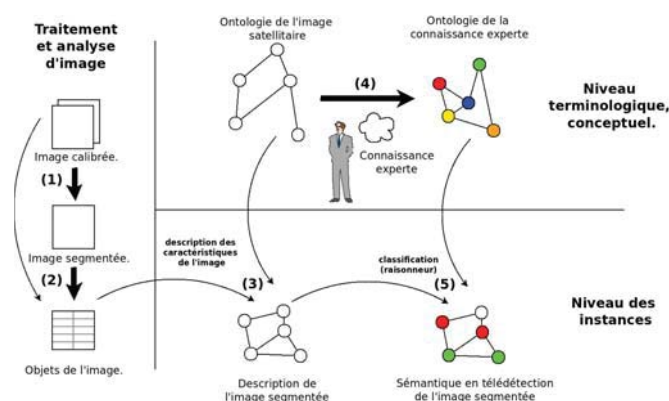 Traitement
et analyse
d'image
Image calibrée.
(1)
Image segmentée.
(2)
Objets de l'image.
Ontologie de l'image
satellitaire
(4)
Ontologie de la
connaissance experte
Connaissance
experte
Niveau
terminologique,
conceptuel.
description des
caractéristiques
de l'image
(3)
classification
(raisonneur)
(5)
Niveau des
instances
Description de
l'image segmentée
Sémantique en télédétection
de l'image segmentée